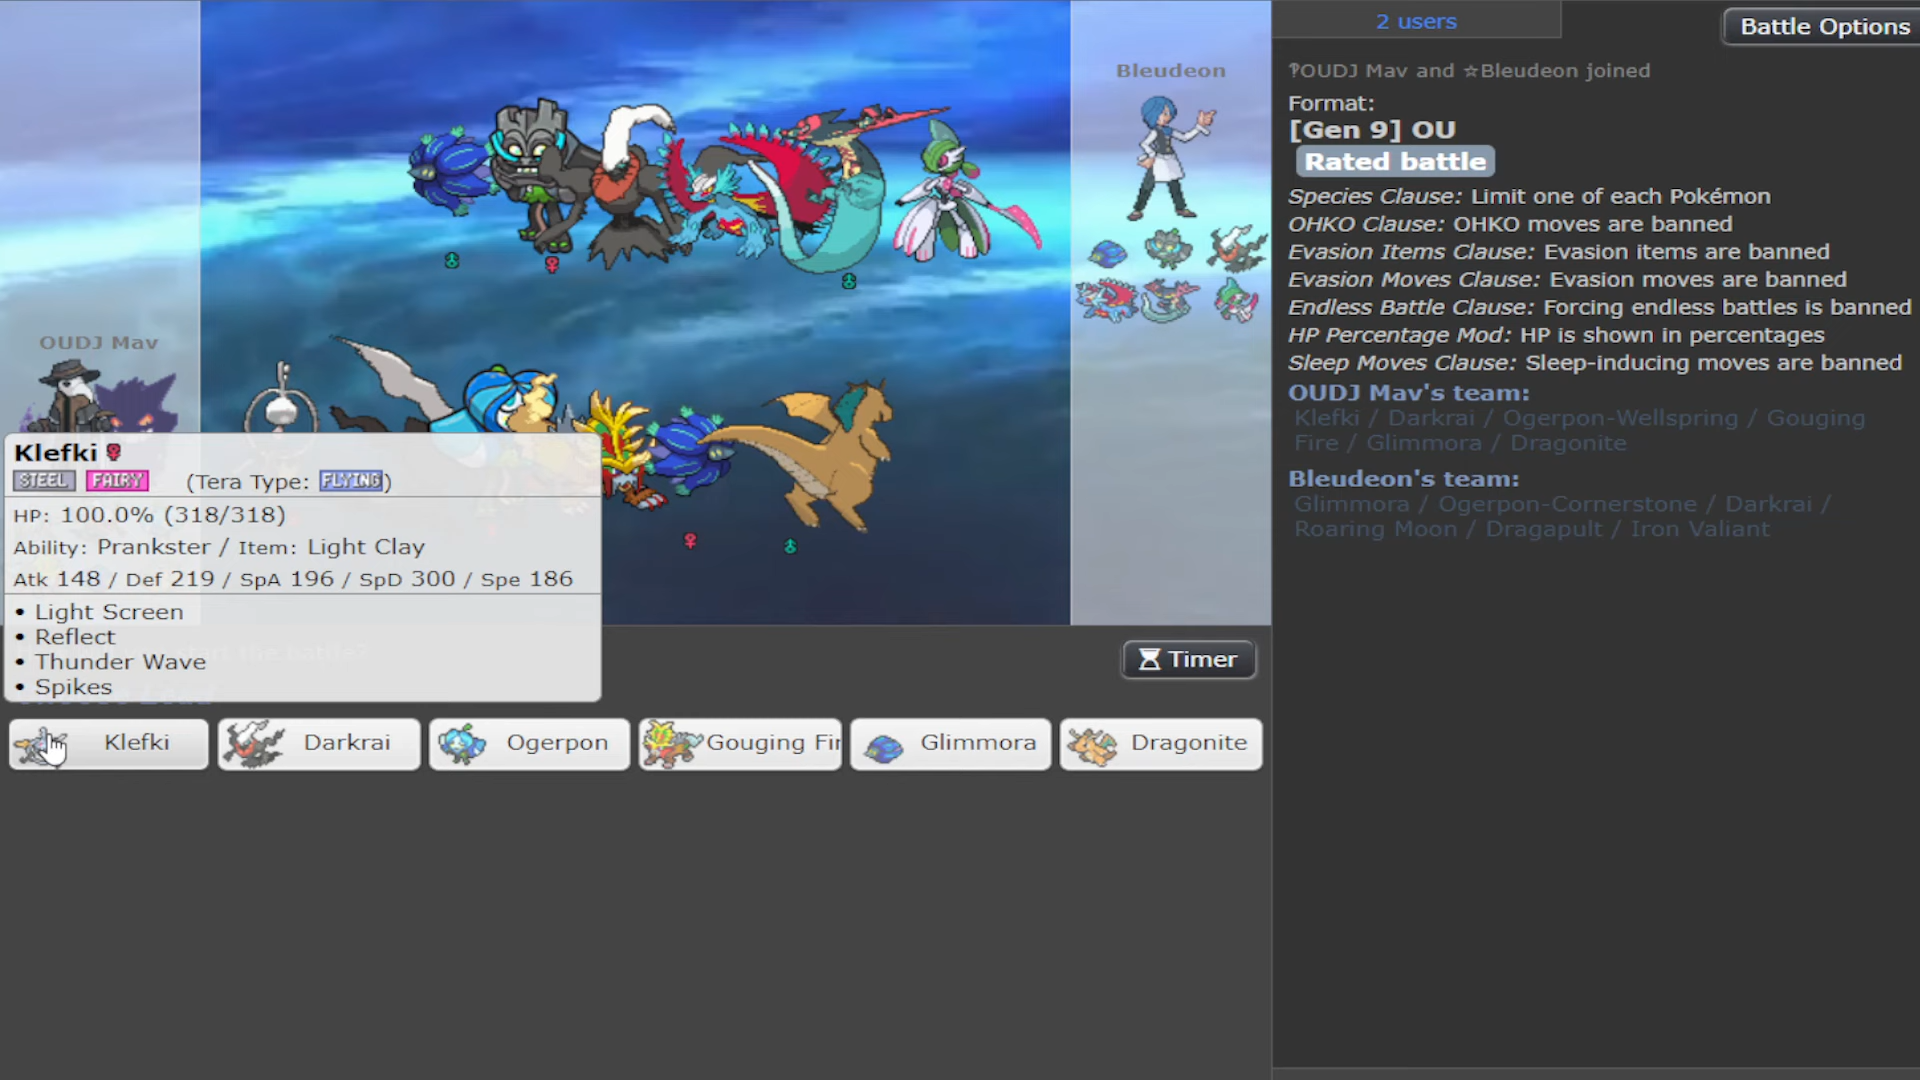 2 users
Battle Options
‽OUDJ Mav and ☆Bleudeon joined
Format:
[Gen 9] OU
Rated battle
Species Clause: Limit one of each Pokémon
OHKO Clause: OHKO moves are banned
Evasion Items Clause: Evasion items are banned
Evasion Moves Clause: Evasion moves are banned
Endless Battle Clause: Forcing endless battles is banned
HP Percentage Mod: HP is shown in percentages
Sleep Moves Clause: Sleep-inducing moves are banned
OUDJ Mav's team:
Klefki / Darkrai / Ogerpon-Wellspring / Gouging
Fire / Glimmora / Dragonite
Bleudeon's team:
Glimmora / Ogerpon-Cornerstone / Darkrai /
Roaring Moon / Dragapult / Iron Valiant
Bleudeon
OUDJ Mav
Klefki
STEEL FAIRY (Tera Type: FLYING)
HP: 100.0% (318/318)
Ability: Prankster / Item: Light Clay
Atk 148 / Def 219 / SpA 196 / SpD 300 / Spe 186
• Light Screen
• Reflect
• Thunder Wave
• Spikes
Timer
Klefki
Darkrai
Ogerpon
Gouging Fir
Glimmora
Dragonite